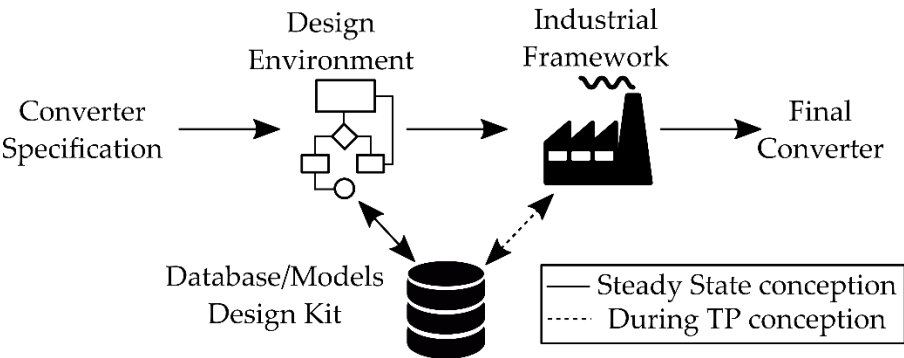 Design
Environment
Industrial
Framework
Converter
Specification
Final
Converter
Database/Models
Design Kit
Steady State conception
During TP conception